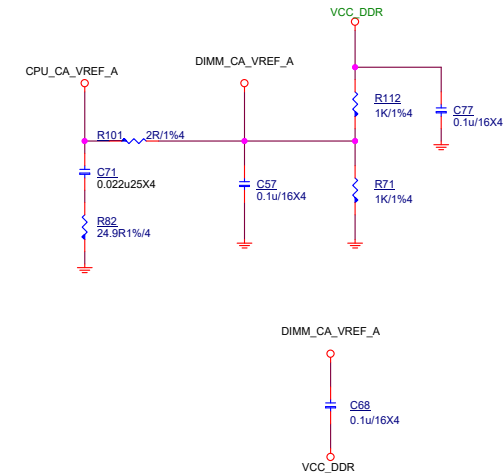 VCC_DDR
CPU_CA_VREF_A
DIMM_CA_VREF_A
R112
1K/1%4
C77
0.1u/16X4
R101
2R/1%4
C71
0.022u25X4
C57
0.1u/16X4
R71
1K/1%4
R82
24.9R1%/4
DIMM_CA_VREF_A
C68
0.1u/16X4
VCC_DDR